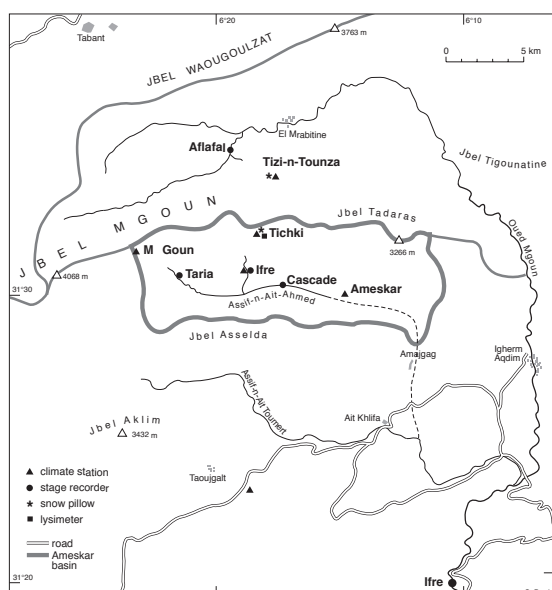 6°20
6°10
Tabant
3763 m
0 5 km
JBEL WAOUGOULZAT
El Mrabitine
Aflafal
Tizi-n-Tounza
Jbel Tigounatine
JBEL MGOUN
Jbel Tadaras
Oued Mgoun
Tichki
M Goun
3266 m
4068 m
Taria
Ifre
Cascade
Ameskar
31°30
Assif-n-Ait-Ahmed
Jbel Asselda
Amajgag
Igherm
Aqdim
Assif-n-Ait Toumert
Jbel Aklim
3432 m
Ait Khlifa
Taoujgalt
climate station
stage recorder
snow pillow
lysimeter
road
Ameskar
basin
31°20
Ifre